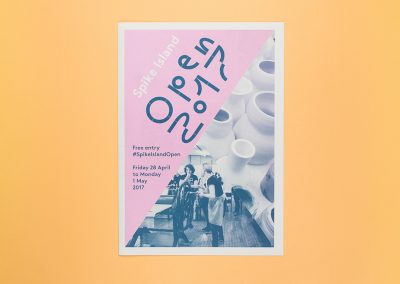 Spike Island
Open
2017
Free entry
#SpikeIslandOpen
Friday 28 April
to Monday
1 May
2017